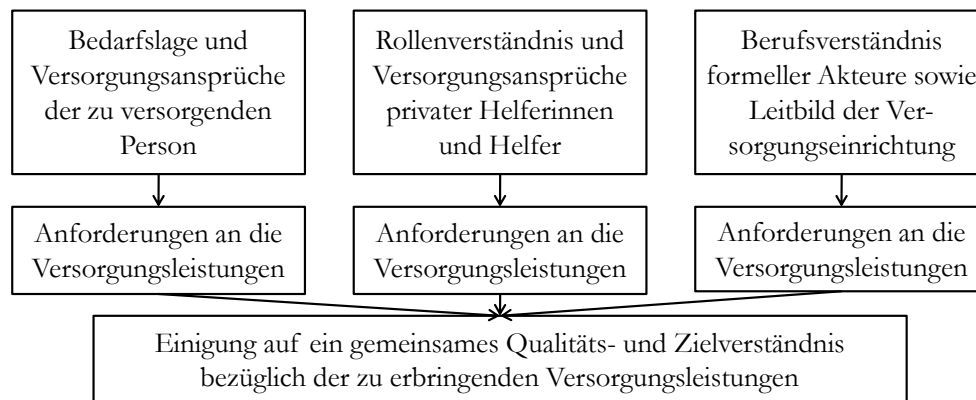 Bedarfslage und
Versorgungsansprüche
der zu versorgenden
Person
Rollenverständnis und
Versorgungsansprüche
privater Helferinnen
und Helfer
Berufsverständnis
formeller Akteure sowie
Leitbild der Ver-
sorgungseinrichtung
Anforderungen an die
Versorgungsleistungen
Anforderungen an die
Versorgungsleistungen
Anforderungen an die
Versorgungsleistungen
Einigung auf ein gemeinsames Qualitäts- und Zielverständnis
bezüglich der zu erbringenden Versorgungsleistungen